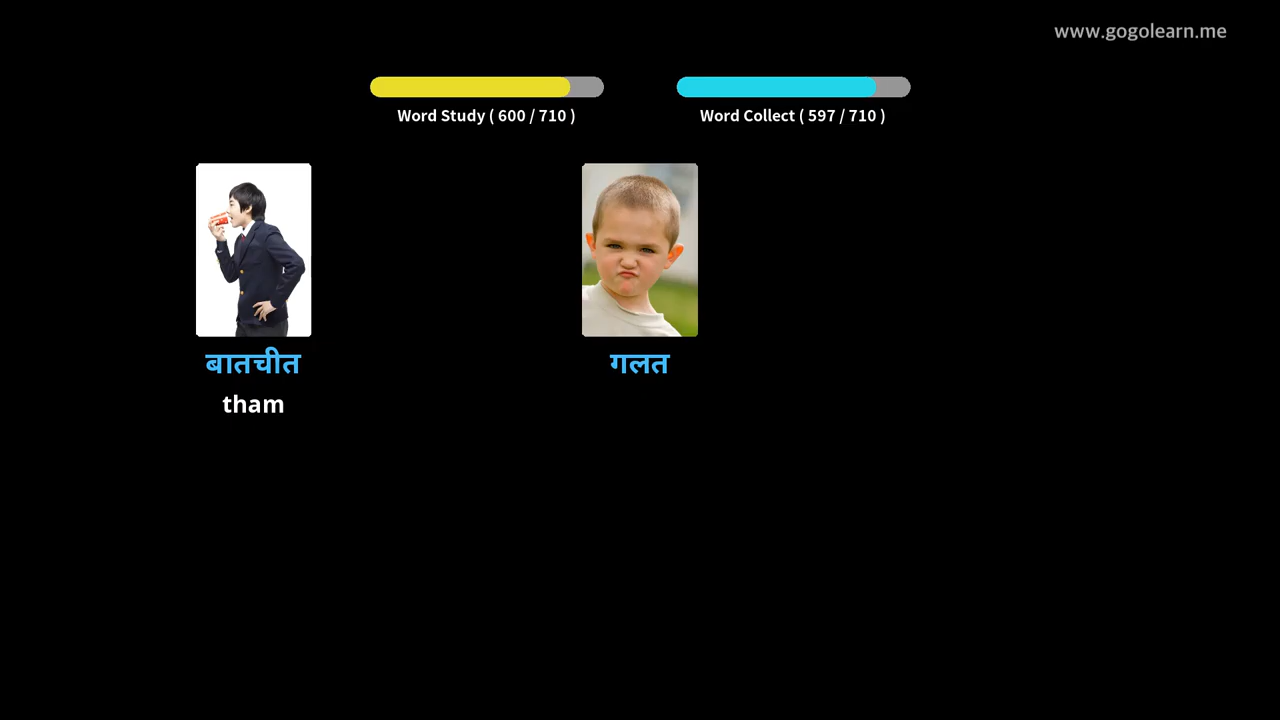 www.gogolearn.me
Word Study ( 600 / 710 )
Word Collect ( 597 / 710 )
बातचीत
गलत
tham